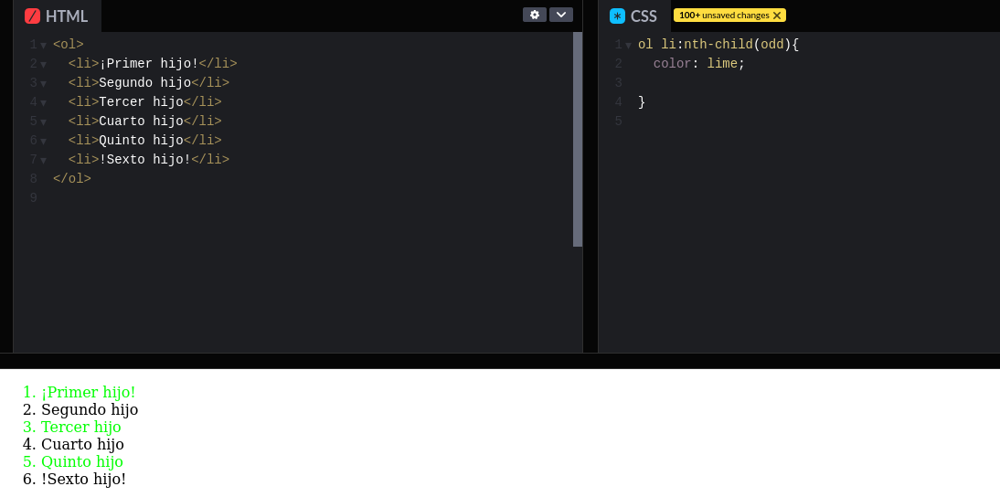 HTML
1 <ol>
2 <li>¡Primer hijo!</li>
3 <li>Segundo hijo</li>
4 <li>Tercer hijo</li>
5 <li>Cuarto hijo</li>
6 <li>Quinto hijo</li>
7 <li>!Sexto hijo!</li>
8 </ol>
9
CSS 100+ unsaved changes
1 ol li:nth-child(odd){
2 color: lime;
3
4 }
5
1. ¡Primer hijo!
2. Segundo hijo
3. Tercer hijo
4. Cuarto hijo
5. Quinto hijo
6. !Sexto hijo!